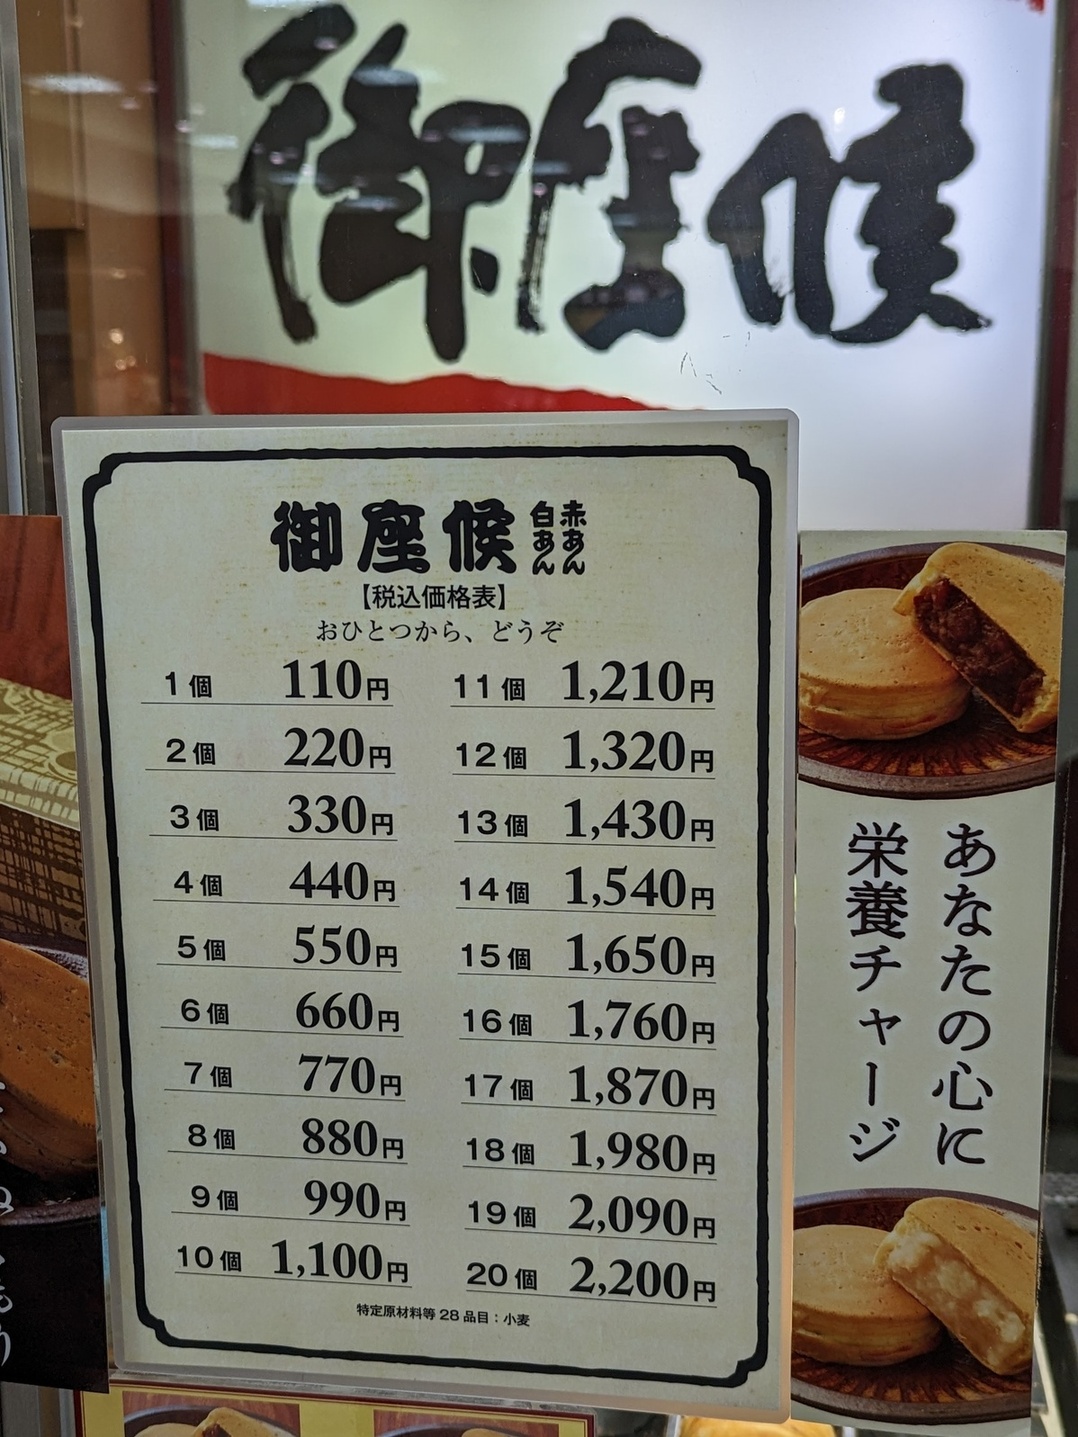 御座候
御座候 赤あん 白あん
【税込価格表】
おひとつから、どうぞ
1個 110円
2個 220円
3個 330円
4個 440円
5個 550円
6個 660円
7個 770円
8個 880円
9個 990円
10個 1,100円
11個 1,210円
12個 1,320円
13個 1,430円
14個 1,540円
15個 1,650円
16個 1,760円
17個 1,870円
18個 1,980円
19個 2,090円
20個 2,200円
特定原材料等28品目：小麦
あなたの心に
栄養チャージ